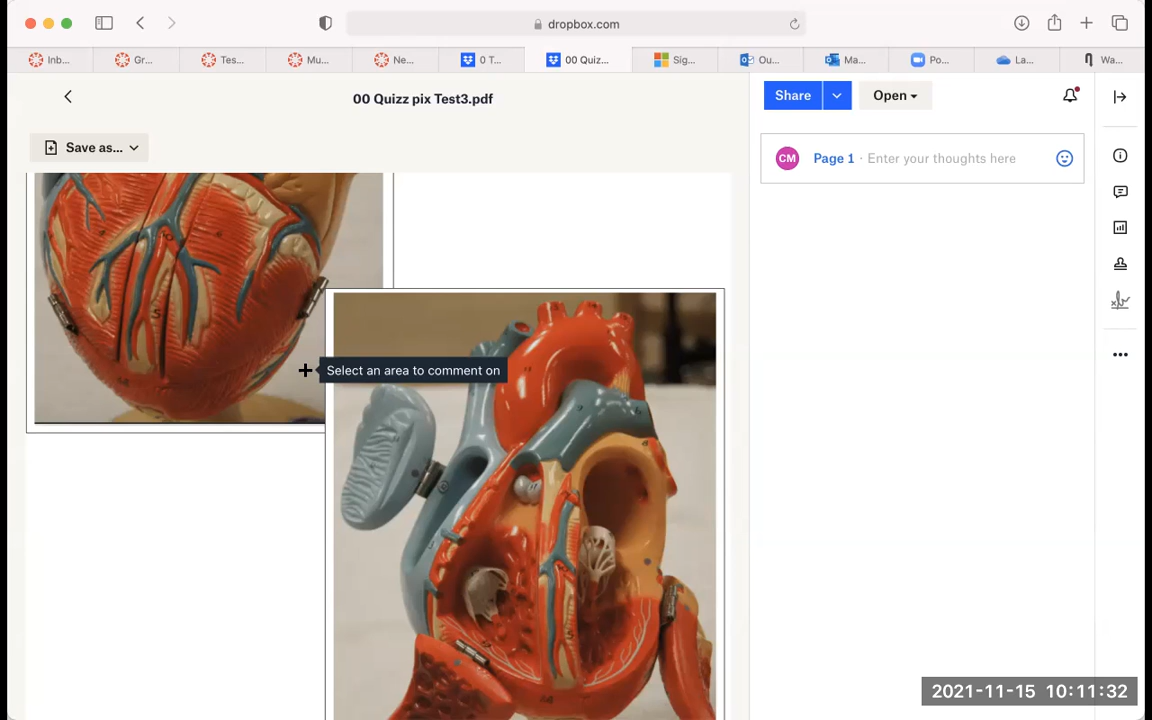 dropbox.com
Inb...
Gr...
Tes...
Mu...
Ne...
0 T...
00 Quiz...
Sig...
Ou...
Ma...
Po...
La...
Wa...
00 Quizz pix Test3.pdf
Share
Open
Save as...
CM Page 1 · Enter your thoughts here
Select an area to comment on
5
5
2021-11-15 10:11:32